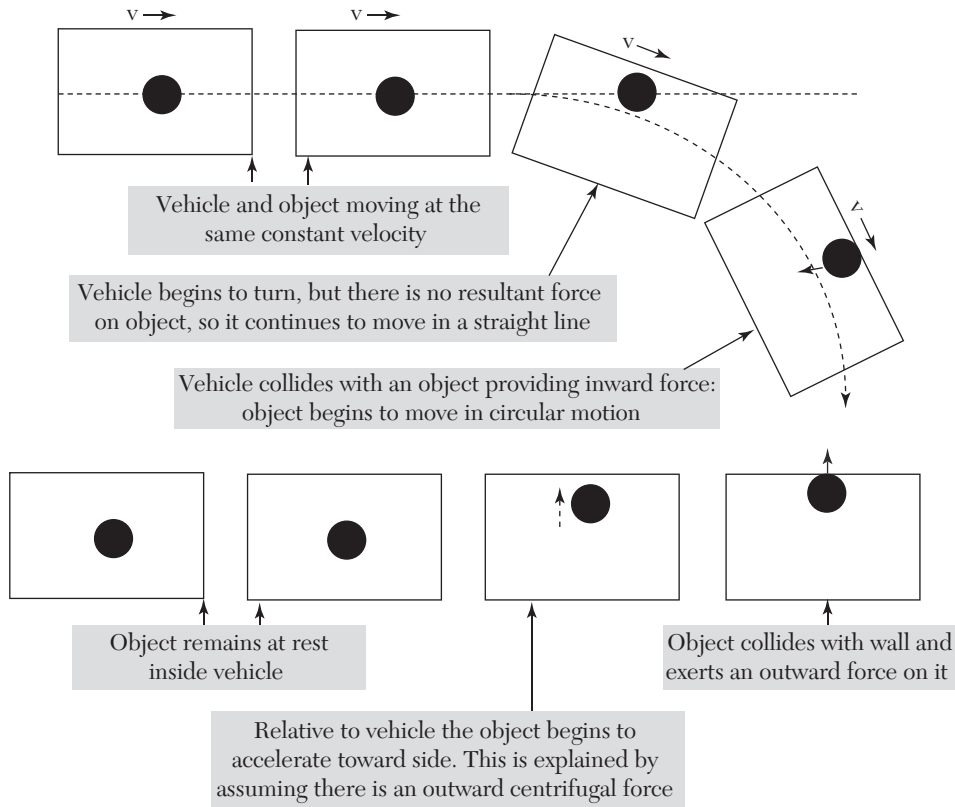 v
v
v
v
Vehicle and object moving at the
same constant velocity
Vehicle begins to turn, but there is no resultant force
on object, so it continues to move in a straight line
Vehicle collides with an object providing inward force:
object begins to move in circular motion
Object remains at rest
inside vehicle
Object collides with wall and
exerts an outward force on it
Relative to vehicle the object begins to
accelerate toward side. This is explained by
assuming there is an outward centrifugal force